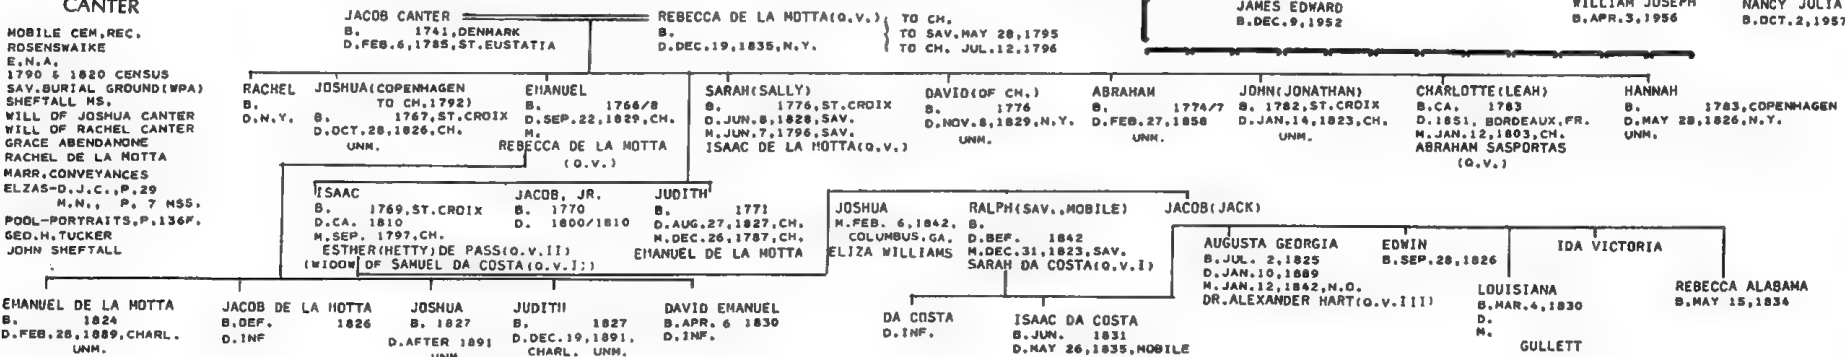 CANTER
MOBILE CEM.REC.
ROSENSWAIKE
E.N.A.
1790 & 1820 CENSUS
SAV.BURIAL GROUND(WPA)
SHEFTALL MS.
WILL OF JOSHUA CANTER
WILL OF RACHEL CANTER
GRACE ABENDANONE
RACHEL DE LA MOTTA
MARR.CONVEYANCES
ELZAS-D.J.C.,P.29
M.N., P. 7 MSS.
POOL-PORTRAITS,P.136F.
GEO.H.TUCKER
JOHN SHEFTALL
JACOB CANTER
B. 1741,DENMARK
D.FEB.6,1785,ST.EUSTATIA
REBECCA DE LA MOTTA(Q.V.)
B.
D.DEC.19,1835,N.Y.
TO CH.
TO SAV.MAY 28,1795
TO CH. JUL.12,1796
JAMES EDWARD
B.DEC.9,1952
WILLIAM JOSEPH
B.APR.3,1956
NANCY JULIA
B.OCT.2,1957
RACHEL
B.
D.N.Y.
JOSHUA(COPENHAGEN
TO CH,1792)
B. 1767,ST.CROIX
D.OCT.28,1826,CH.
UNM.
EMANUEL
B. 1766/8
D.SEP.22,1829,CH.
M.
REBECCA DE LA MOTTA
(Q.V.)
SARAH(SALLY)
B. 1776,ST.CROIX
D.JUN.8,1828,SAV.
M.JUN.7,1796,SAV.
ISAAC DE LA MOTTA(Q.V.)
DAVID(OF CH.)
B. 1776
D.NOV.8,1829,N.Y.
UNM.
ABRAHAM
B. 1774/7
D.FEB.27,1858
UNM.
JOHN(JONATHAN)
B. 1782,ST.CROIX
D.JAN.14,1823,CH.
UNM.
CHARLOTTE(LEAH)
B.CA. 1783
D.1851, BORDEAUX,FR.
M.JAN.12,1803,CH.
ABRAHAM SASPORTAS
(Q.V.)
HANNAH
B. 1783,COPENHAGEN
D.MAY 28,1826,N.Y.
UNM.
ISAAC
B. 1769,ST.CROIX
D.CA. 1810
M.SEP. 1797,CH.
ESTHER(HETTY)DE PASS(Q.V.II)
(WIDOW OF SAMUEL DA COSTA(Q.V.I))
JACOB, JR.
B. 1770
D. 1800/1810
JUDITH
B. 1771
D.AUG.27,1827,CH.
M.DEC.26,1787,CH.
EMANUEL DE LA MOTTA
JOSHUA
M.FEB. 6,1842,
COLUMBUS,GA.
ELIZA WILLIAMS
RALPH(SAV.,MOBILE)
B.
D.BEF. 1842
M.DEC.31,1823,SAV.
SARAH DA COSTA(Q.V.I)
JACOB(JACK)
AUGUSTA GEORGIA
B.JUL. 2,1825
D.JAN.10,1889
M.JAN.12,1842,N.O.
DR.ALEXANDER HART(Q.V.III)
EDWIN
B.SEP.28,1826
IDA VICTORIA
LOUISIANA
B.MAR.4,1830
D.
M.
GULLETT
REBECCA ALABAMA
B.MAY 15,1834
EMANUEL DE LA MOTTA
B. 1824
D.FEB.28,1889,CHARL.
UNM.
JACOB DE LA MOTTA
B.DEF. 1826
D.INF
JOSHUA
B. 1827
D.AFTER 1891
UNM
JUDITH
B. 1827
D.DEC.19,1891,
CHARL. UNM.
DAVID EMANUEL
B.APR. 6 1830
D.INF.
DA COSTA
D.INF.
ISAAC DA COSTA
B.JUN. 1831
D.MAY 26,1835,MOBILE